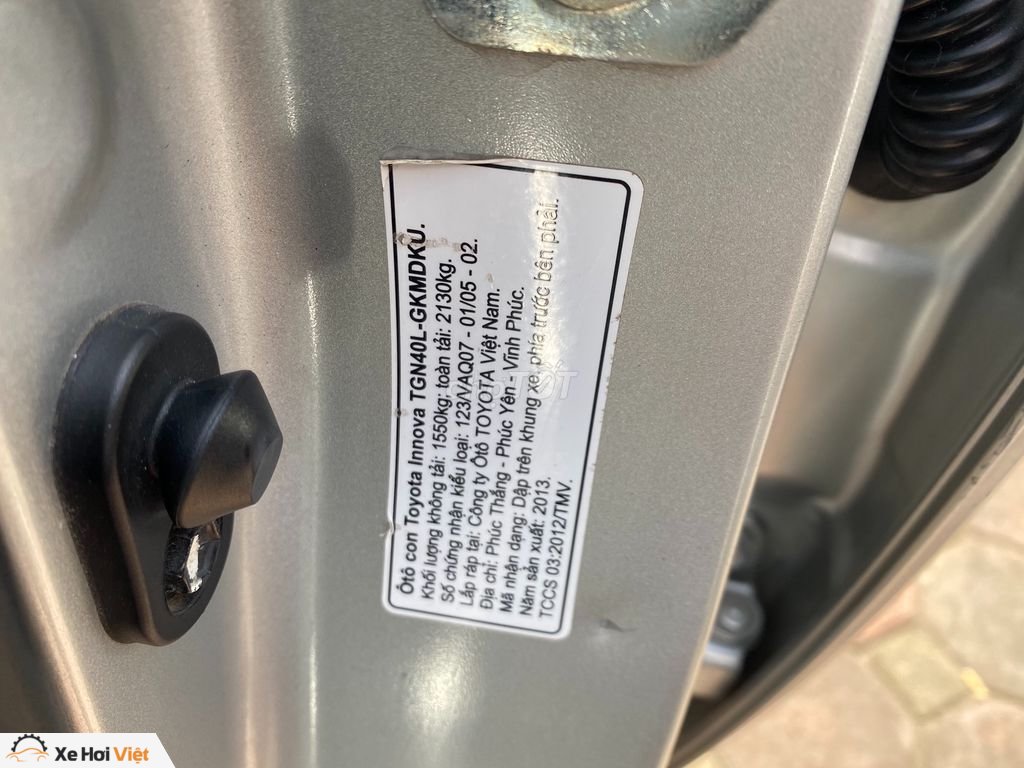 Ôtô con Toyota Innova TGN40L-GKMDKU.
Khối lượng không tải: 1550kg; toàn tải: 2130kg.
Số chứng nhận kiểu loại: 123/VAQ07 - 01/05 - 02.
Lắp ráp tại: Công ty Ôtô TOYOTA Việt Nam.
Địa chỉ: Phúc Thắng - Phúc Yên - Vĩnh Phúc.
Mã nhận dạng: Dập trên khung xe, phía trước bên phải.
Năm sản xuất: 2013.
TCCS 03:2012/TMV.
Xe Hơi Việt